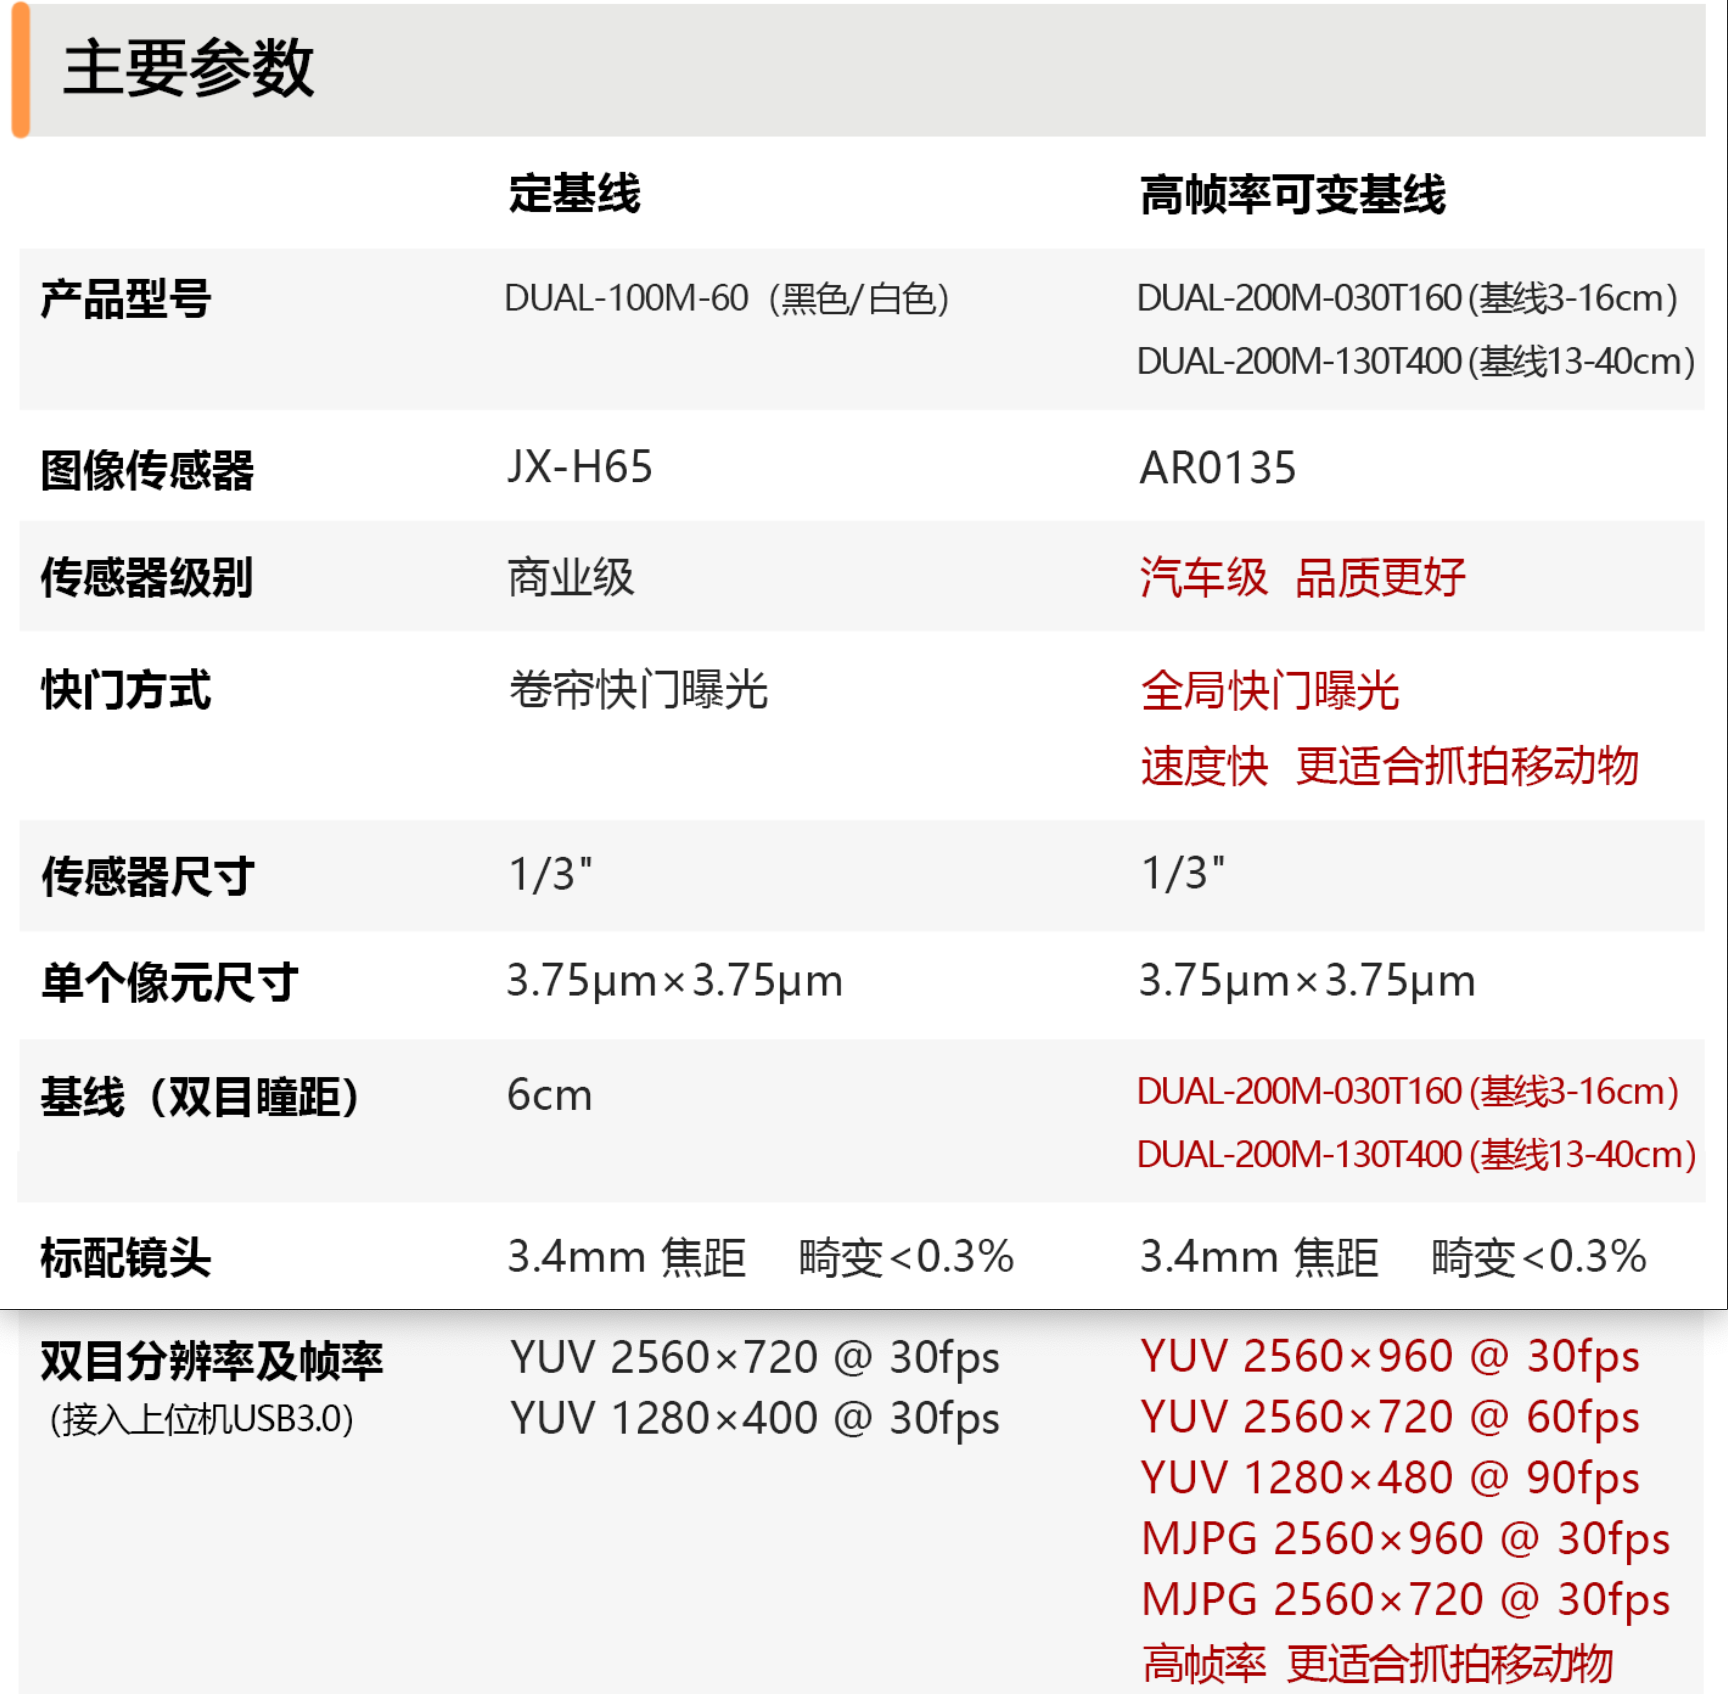 主要参数
定基线 高帧率可变基线
产品型号 DUAL-100M-60（黑色/白色） DUAL-200M-030T160 (基线3-16cm)
DUAL-200M-130T400 (基线13-40cm)
图像传感器 JX-H65 AR0135
传感器级别 商业级 汽车级 品质更好
快门方式 卷帘快门曝光 全局快门曝光
速度快 更适合抓拍移动物
传感器尺寸 1/3" 1/3"
单个像元尺寸 3.75μm×3.75μm 3.75μm×3.75μm
基线（双目瞳距） 6cm DUAL-200M-030T160 (基线3-16cm)
DUAL-200M-130T400 (基线13-40cm)
标配镜头 3.4mm 焦距 畸变<0.3% 3.4mm 焦距 畸变<0.3%
双目分辨率及帧率 YUV 2560×720 @ 30fps YUV 2560×960 @ 30fps
(接入上位机USB3.0) YUV 1280×400 @ 30fps YUV 2560×720 @ 60fps
YUV 1280×480 @ 90fps
MJPG 2560×960 @ 30fps
MJPG 2560×720 @ 30fps
高帧率 更适合抓拍移动物